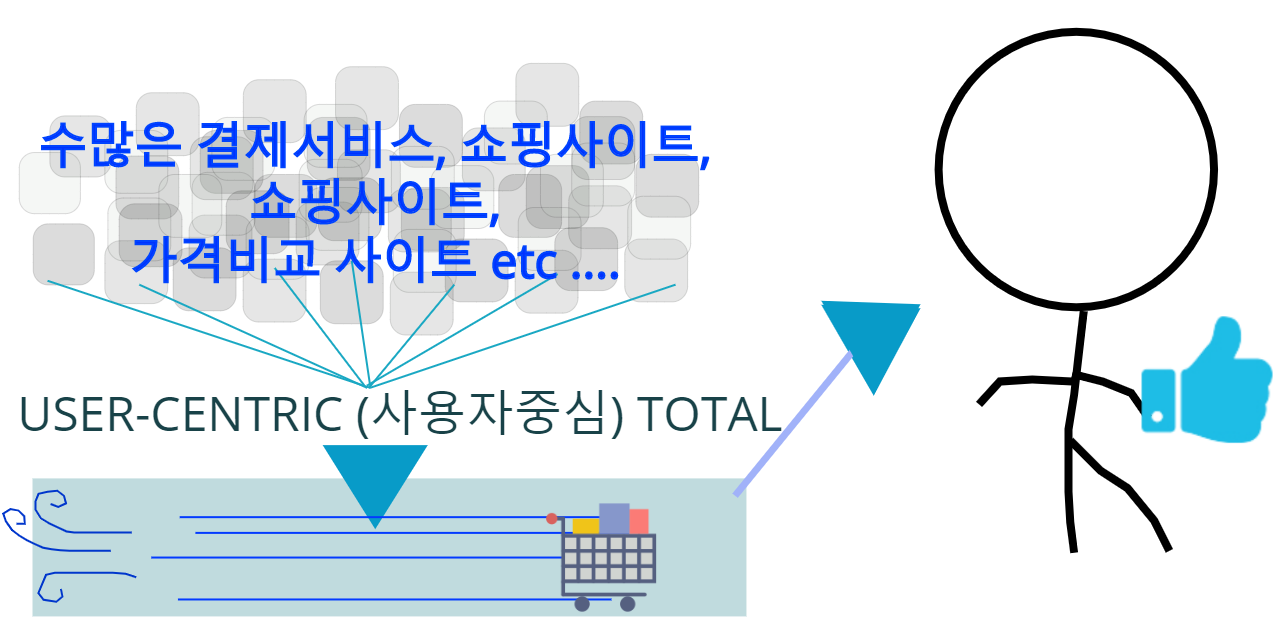 수많은 결제서비스, 쇼핑사이트,
쇼핑사이트,
가격비교 사이트 etc ....
USER-CENTRIC (사용자중심) TOTAL